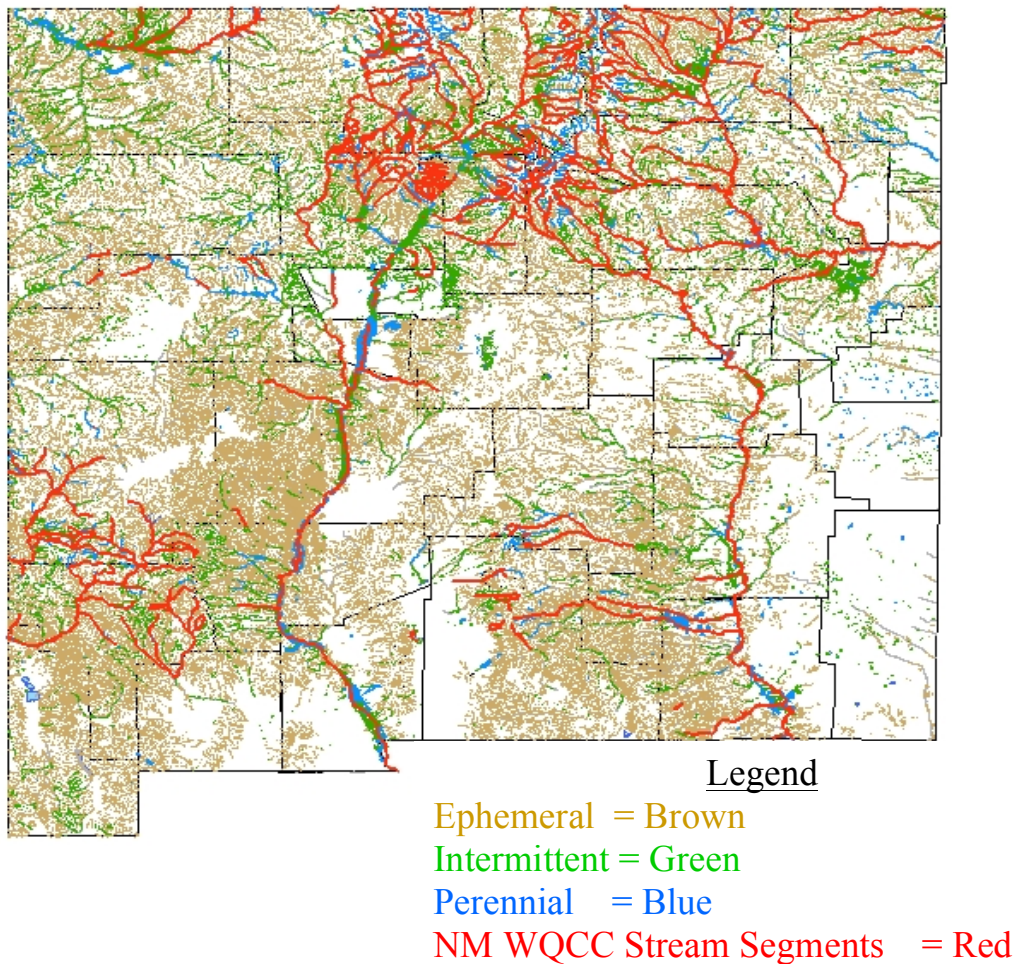 Legend
Ephemeral = Brown
Intermittent = Green
Perennial = Blue
NM WQCC Stream Segments = Red